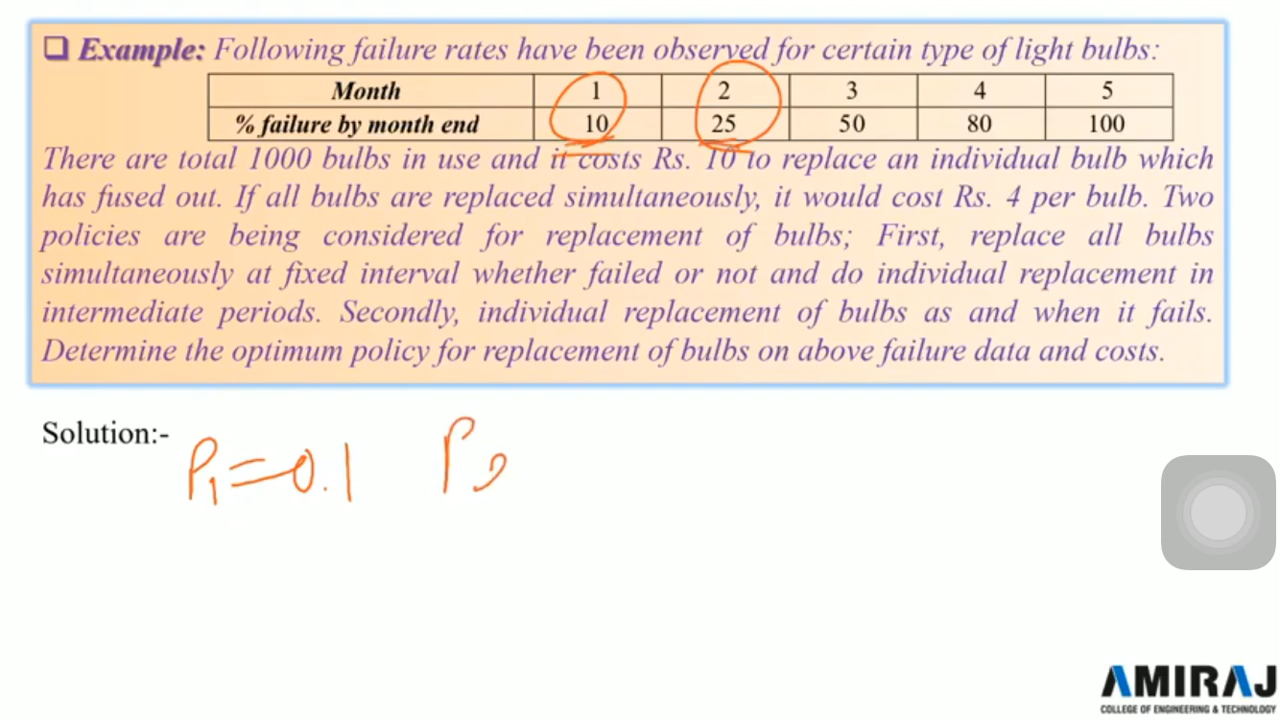 ❑ Example: Following failure rates have been observed for certain type of light bulbs:
Month 1 2 3 4 5
% failure by month end 10 25 50 80 100
There are total 1000 bulbs in use and it costs Rs. 10 to replace an individual bulb which
has fused out. If all bulbs are replaced simultaneously, it would cost Rs. 4 per bulb. Two
policies are being considered for replacement of bulbs; First, replace all bulbs
simultaneously at fixed interval whether failed or not and do individual replacement in
intermediate periods. Secondly, individual replacement of bulbs as and when it fails.
Determine the optimum policy for replacement of bulbs on above failure data and costs.
Solution:-
P₁ = 0.1 P₂
AMIRAJ
COLLEGE OF ENGINEERING & TECHNOLOGY